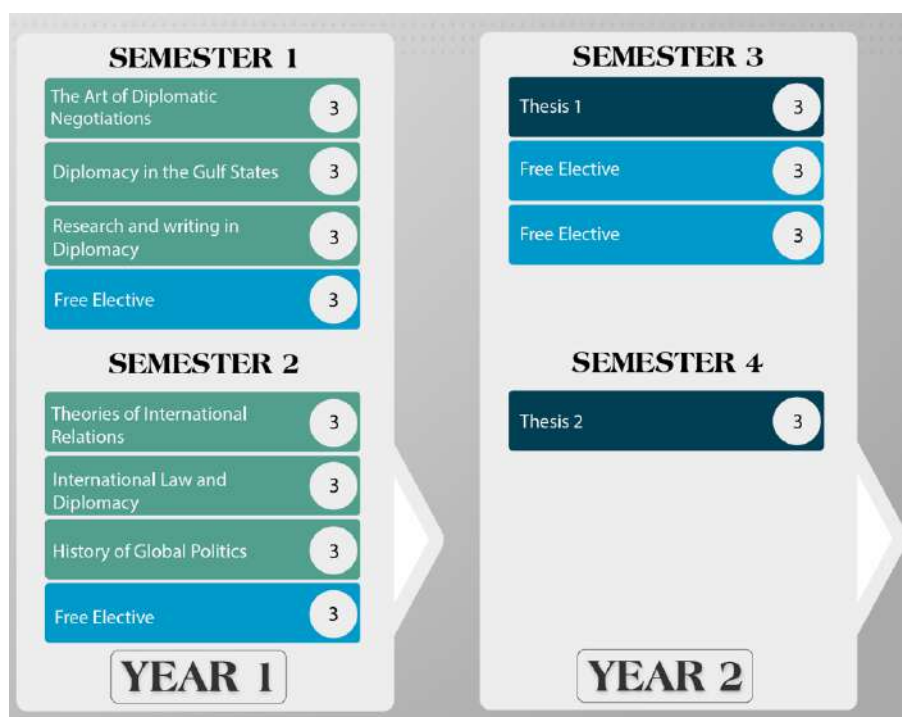 SEMESTER 1
The Art of Diplomatic
Negotiations
3
Diplomacy in the Gulf States
3
Research and writing in
Diplomacy
3
Free Elective
3
SEMESTER 2
Theories of International
Relations
3
International Law and
Diplomacy
3
History of Global Politics
3
Free Elective
3
YEAR 1
SEMESTER 3
Thesis 1
3
Free Elective
3
Free Elective
3
SEMESTER 4
Thesis 2
3
YEAR 2